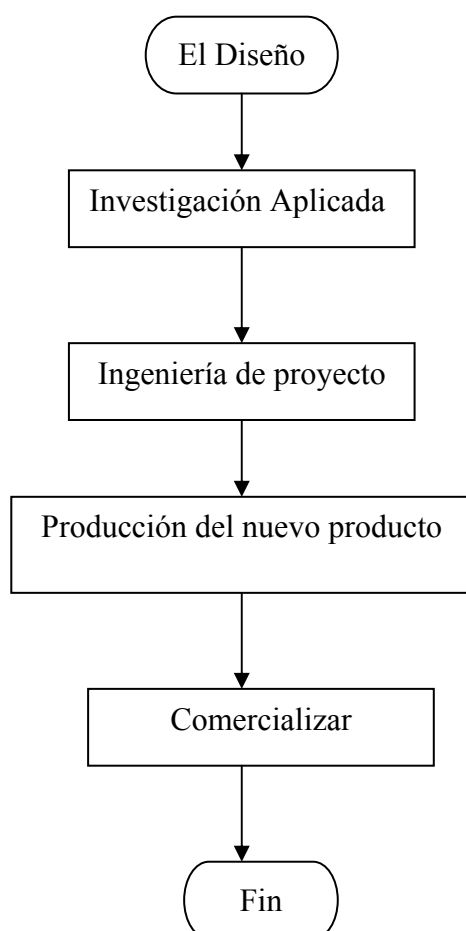 El Diseño
Investigación Aplicada
Ingeniería de proyecto
Producción del nuevo producto
Comercializar
Fin